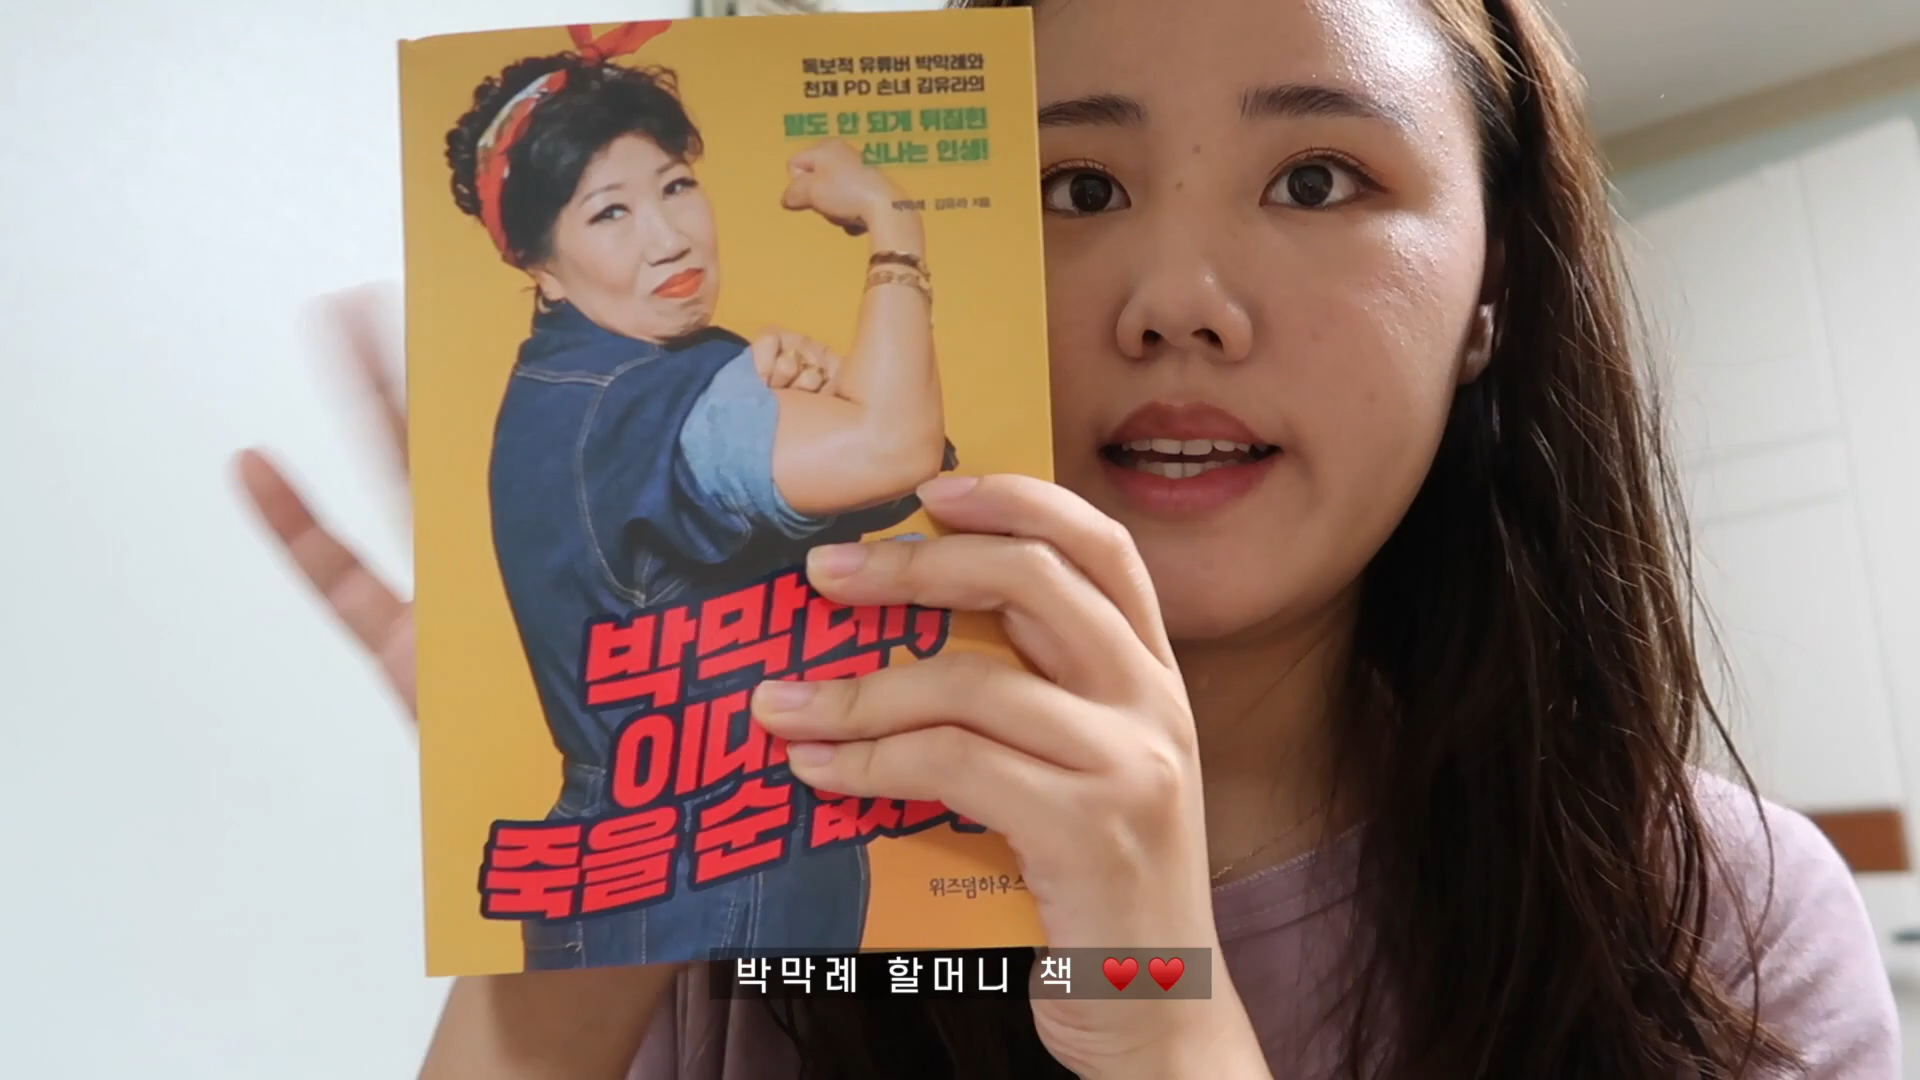 독보적 유튜버 박막례와
천재 PD 손녀 김유라의
말도 안 되게 뒤집힌
신나는 인생!
박막례 김유라 지음
박막례,
이대로
죽을 순 없다
위즈덤하우스
박막례 할머니 책 ♥♥